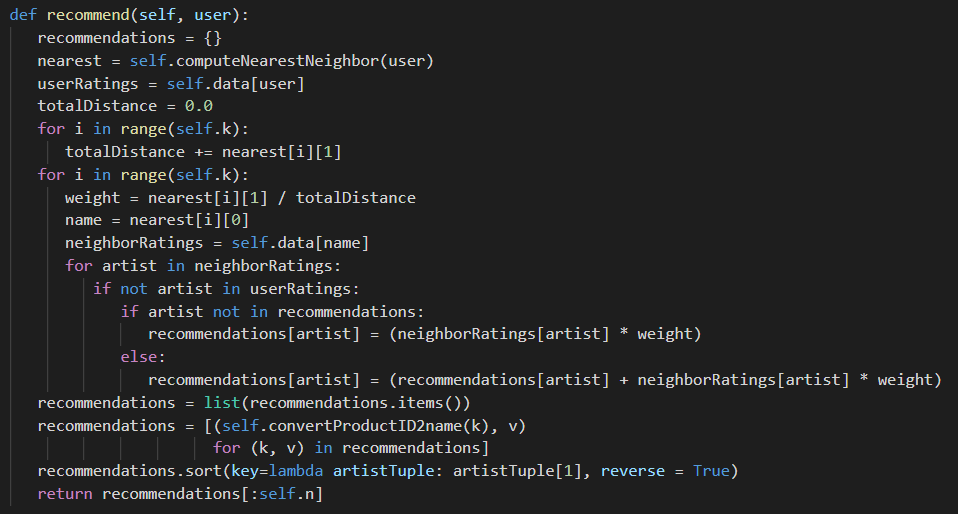 def recommend(self, user):
   recommendations = {}
   nearest = self.computeNearestNeighbor(user)
   userRatings = self.data[user]
   totalDistance = 0.0
   for i in range(self.k):
      totalDistance += nearest[i][1]
   for i in range(self.k):
      weight = nearest[i][1] / totalDistance
      name = nearest[i][0]
      neighborRatings = self.data[name]
      for artist in neighborRatings:
         if not artist in userRatings:
            if artist not in recommendations:
               recommendations[artist] = (neighborRatings[artist] * weight)
            else:
               recommendations[artist] = (recommendations[artist] + neighborRatings[artist] * weight)
   recommendations = list(recommendations.items())
   recommendations = [(self.convertProductID2name(k), v)
                      for (k, v) in recommendations]
   recommendations.sort(key=lambda artistTuple: artistTuple[1], reverse = True)
   return recommendations[:self.n]